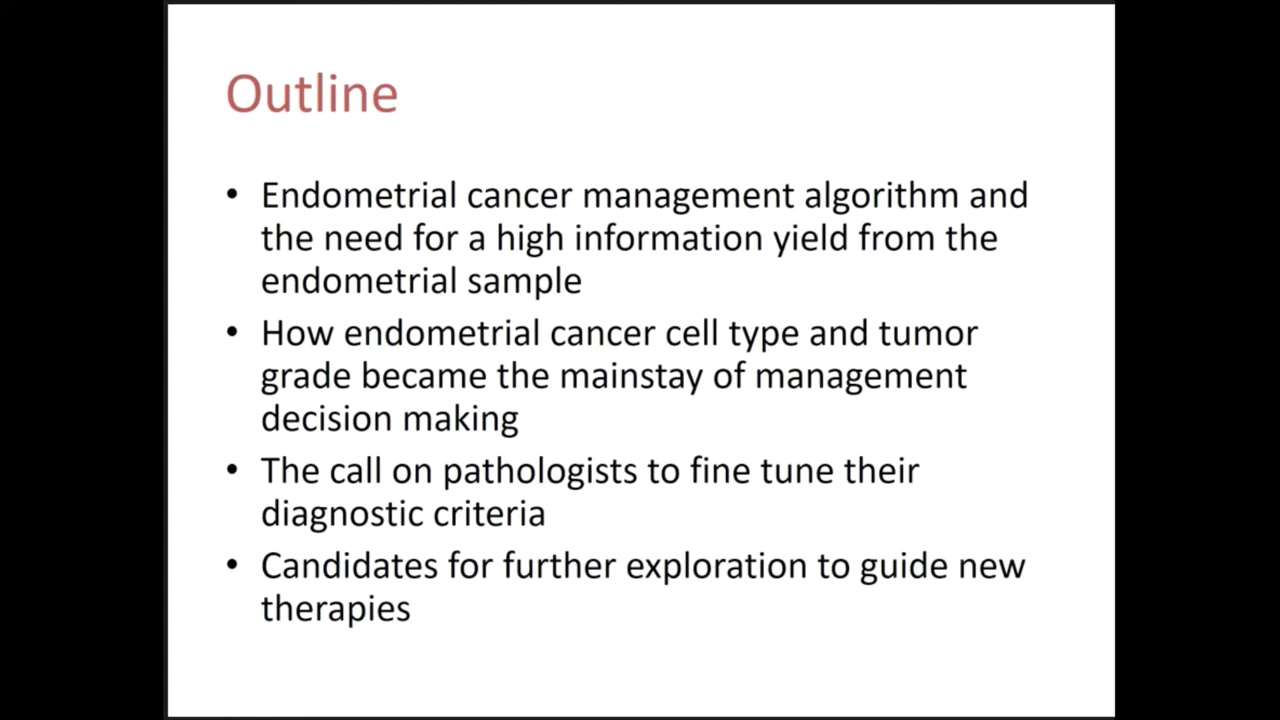 Outline
• Endometrial cancer management algorithm and
the need for a high information yield from the
endometrial sample
• How endometrial cancer cell type and tumor
grade became the mainstay of management
decision making
• The call on pathologists to fine tune their
diagnostic criteria
• Candidates for further exploration to guide new
therapies